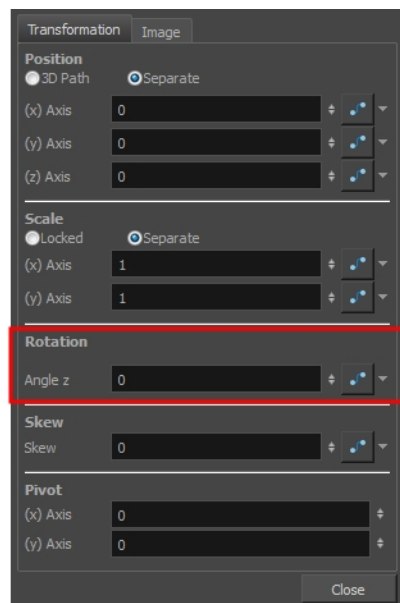 Transformation Image
Position
3D Path Separate
(x) Axis 0
(y) Axis 0
(z) Axis 0
Scale
Locked Separate
(x) Axis 1
(y) Axis 1
Rotation
Angle z 0
Skew
Skew 0
Pivot
(x) Axis 0
(y) Axis 0
Close